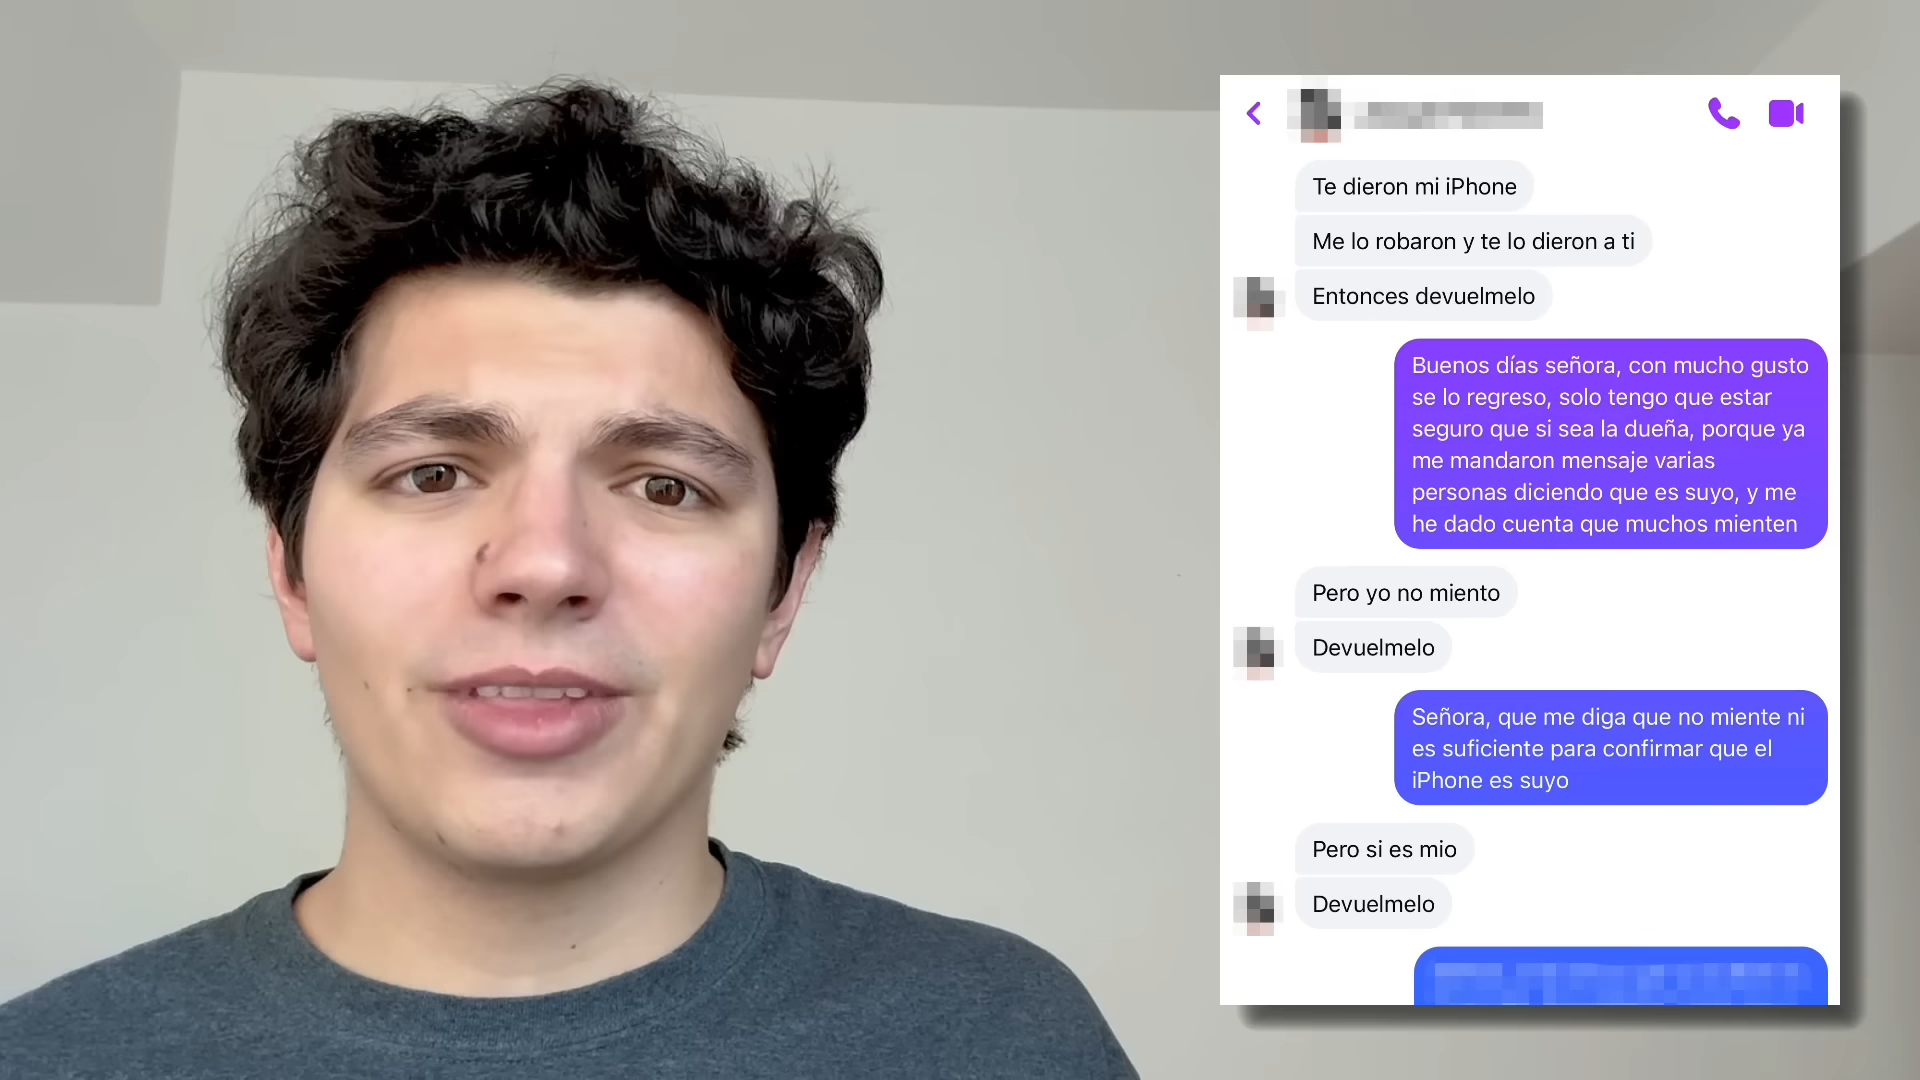 Te dieron mi iPhone
Me lo robaron y te lo dieron a ti
Entonces devuelmelo
Buenos días señora, con mucho gusto
se lo regreso, solo tengo que estar
seguro que si sea la dueña, porque ya
me mandaron mensaje varias
personas diciendo que es suyo, y me
he dado cuenta que muchos mienten
Pero yo no miento
Devuelmelo
Señora, que me diga que no miente ni
es suficiente para confirmar que el
iPhone es suyo
Pero si es mio
Devuelmelo